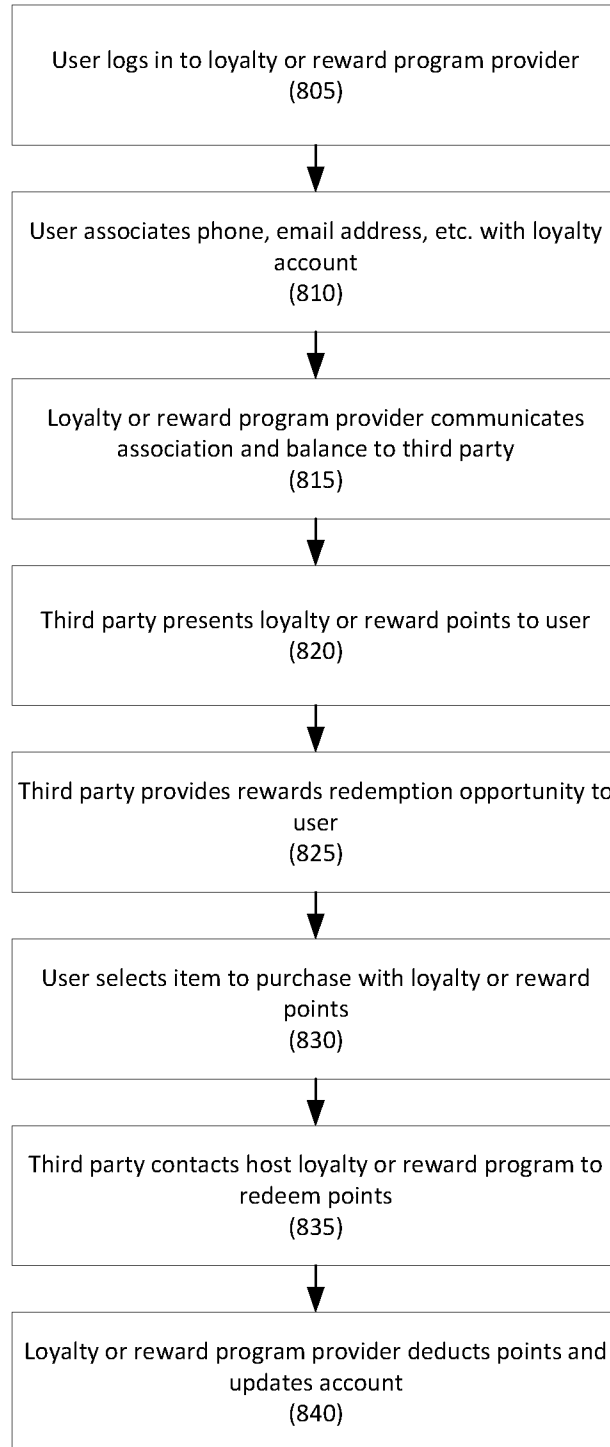 User logs in to loyalty or reward program provider
(805)
User associates phone, email address, etc. with loyalty
account
(810)
Loyalty or reward program provider communicates
association and balance to third party
(815)
Third party presents loyalty or reward points to user
(820)
Third party provides rewards redemption opportunity to
user
(825)
User selects item to purchase with loyalty or reward
points
(830)
Third party contacts host loyalty or reward program to
redeem points
(835)
Loyalty or reward program provider deducts points and
updates account
(840)